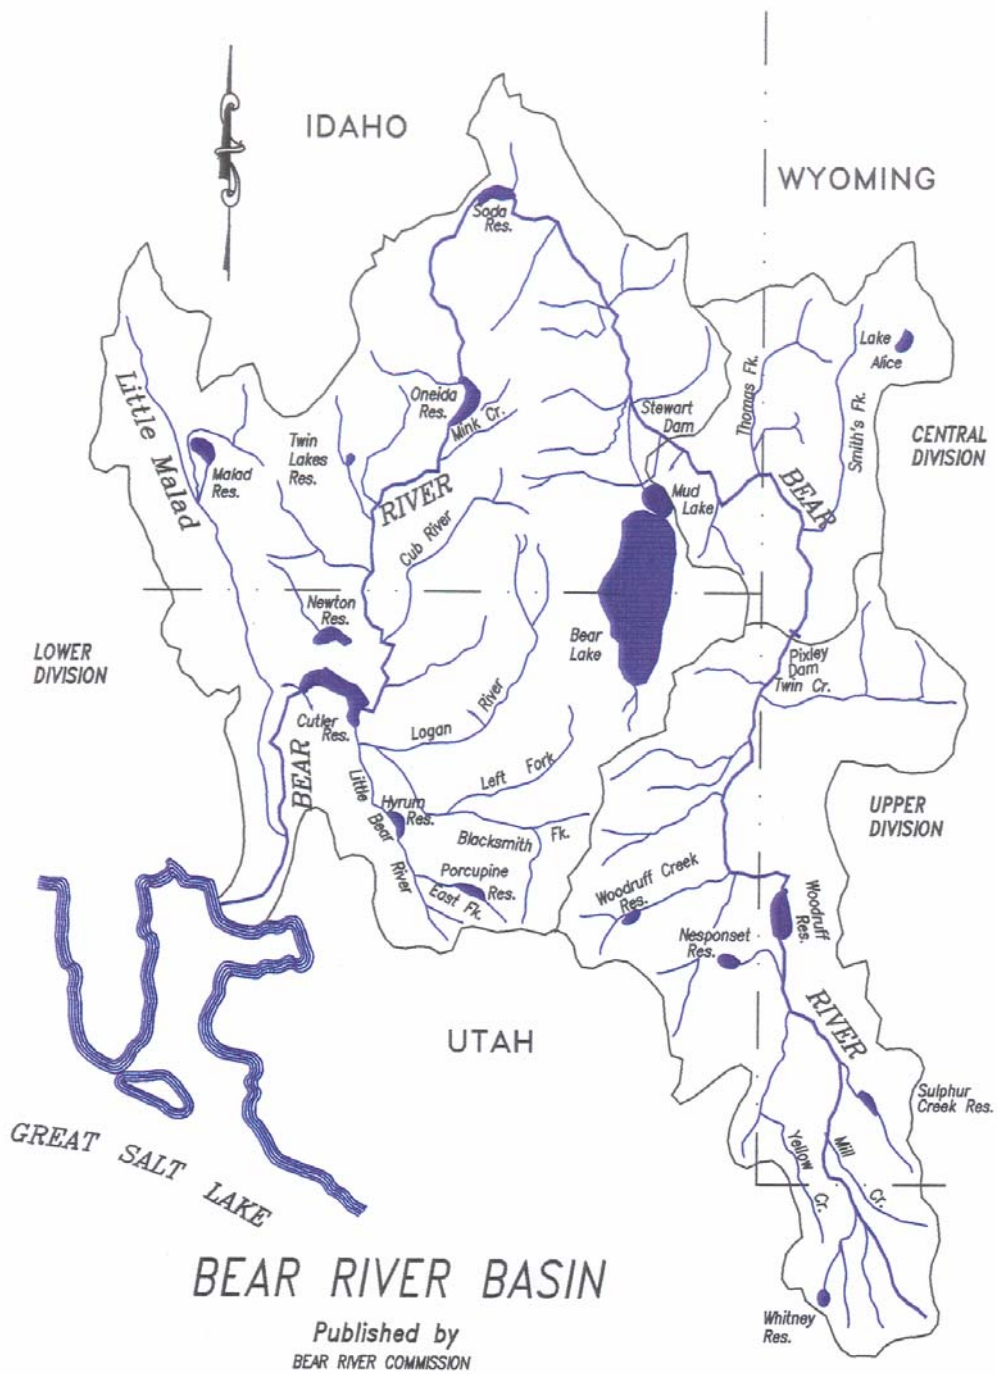 IDAHO
WYOMING
Soda
Res.
Lake
Alice
Thomas Fk.
Smith's Fk.
Little Malad
Oneida
Res.
Mink Cr.
Stewart
Dam
CENTRAL
DIVISION
Twin
Lakes
Res.
Malad
Res.
RIVER
Cub River
Mud
Lake
BEAR
Newton
Res.
Bear
Lake
LOWER
DIVISION
Pixley
Dam
Twin Cr.
Cutler
Res.
Logan
River
BEAR
Left Fork
Little
Bear
River
Hyrum
Res.
Blacksmith
Fk.
UPPER
DIVISION
Porcupine
Res.
East Fk.
Woodruff Creek
Res.
Woodruff
Res.
Nesponset
Res.
RIVER
UTAH
Sulphur
Creek Res.
GREAT SALT LAKE
Yellow
Cr.
Mill
Cr.
Whitney
Res.
BEAR RIVER BASIN
Published by
BEAR RIVER COMMISSION